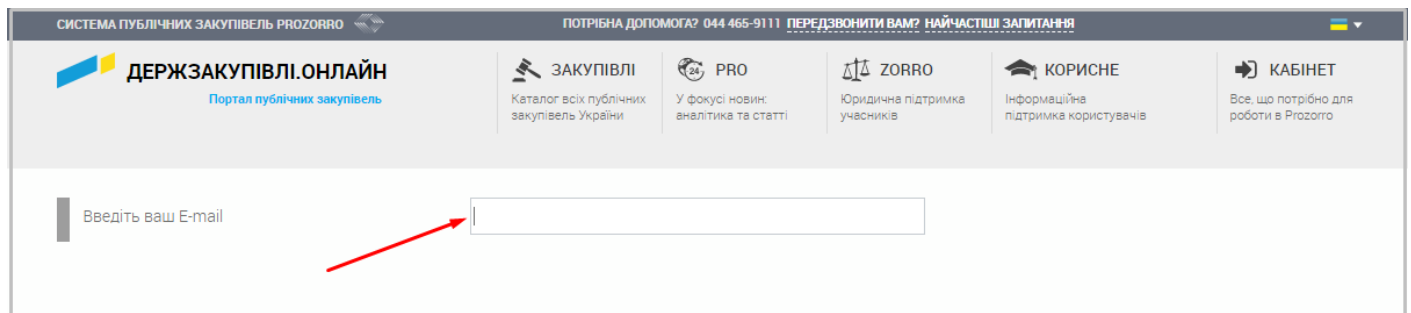 СИСТЕМА ПУБЛІЧНИХ ЗАКУПІВЕЛЬ PROZORRO
ПОТРІБНА ДОПОМОГА? 044 465-9111 ПЕРЕДЗВОНИТИ ВАМ? НАЙЧАСТІШІ ЗАПИТАННЯ
ДЕРЖЗАКУПІВЛІ.ОНЛАЙН
Портал публічних закупівель
ЗАКУПІВЛІ
Каталог всіх публічних
закупівель України
24
PRO
У фокусі новин:
аналітика та статті
ZORRO
Юридична підтримка
учасників
КОРИСНЕ
Інформаційна
підтримка користувачів
КАБІНЕТ
Все, що потрібно для
роботи в Prozorro
Введіть ваш E-mail